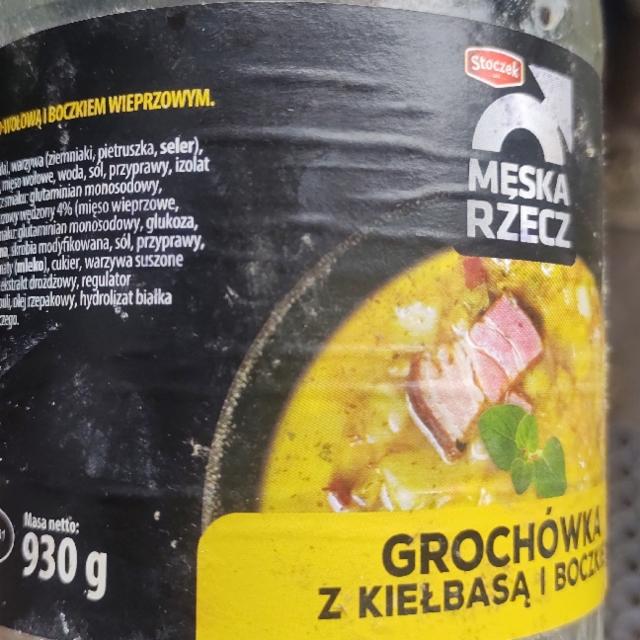 WOŁOWĄ I BOCZKIEM WIEPRZOWYM.
warzywa (ziemniaki, pietruszka, seler),
mięso wołowe, woda, sól, przyprawy, izolat
smaku: glutaminian monosodowy,
wędzony 4% (mięso wieprzowe,
glutaminian monosodowy, glukoza,
skrobia modyfikowana, sól, przyprawy,
(mleko), cukier, warzywa suszone
ekstrakt drożdżowy, regulator
olej rzepakowy, hydrolizat białka
Masa netto:
930 g
Stoczek
MĘSKA
RZECZ
GROCHÓWKA
Z KIEŁBASĄ I